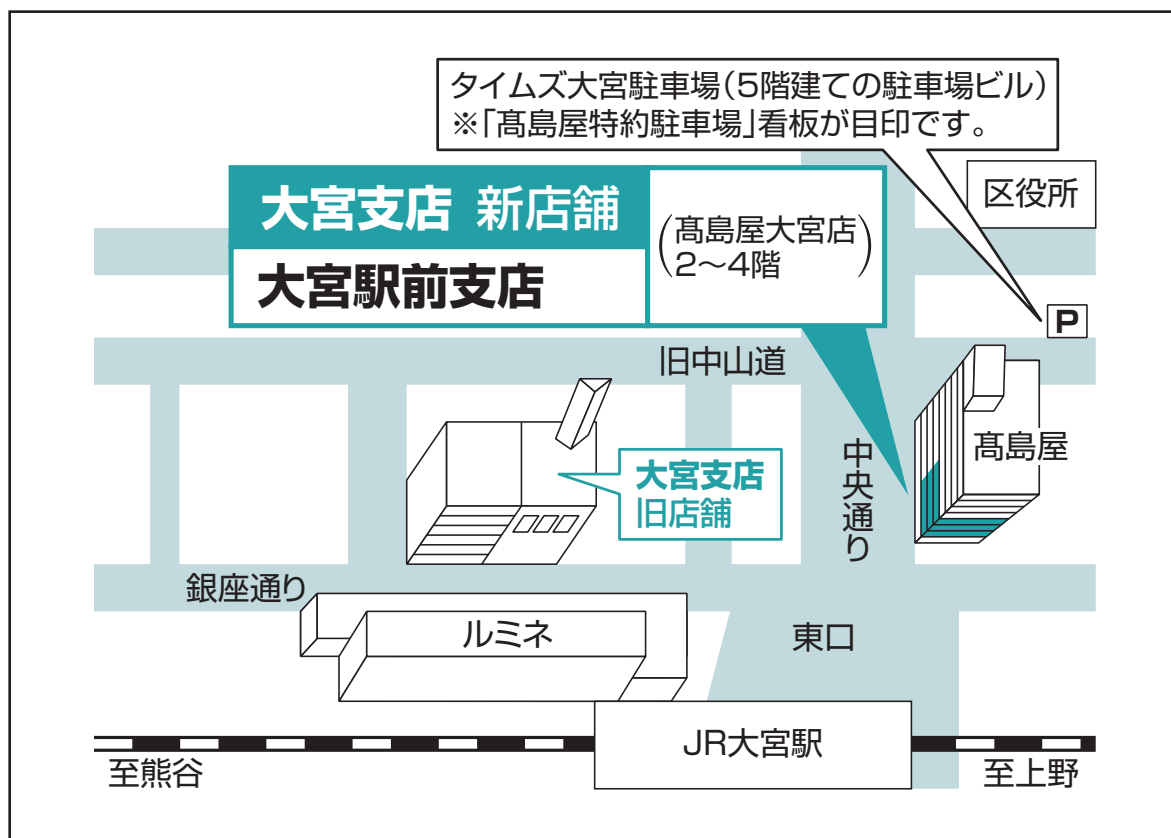 タイムズ大宮駐車場(5階建ての駐車場ビル)
※「髙島屋特約駐車場」看板が目印です。
区役所
大宮支店 新店舗
大宮駅前支店
(髙島屋大宮店
2〜4階)
P
旧中山道
髙島屋
中央通り
大宮支店
旧店舗
銀座通り
ルミネ
東口
JR大宮駅
至熊谷
至上野